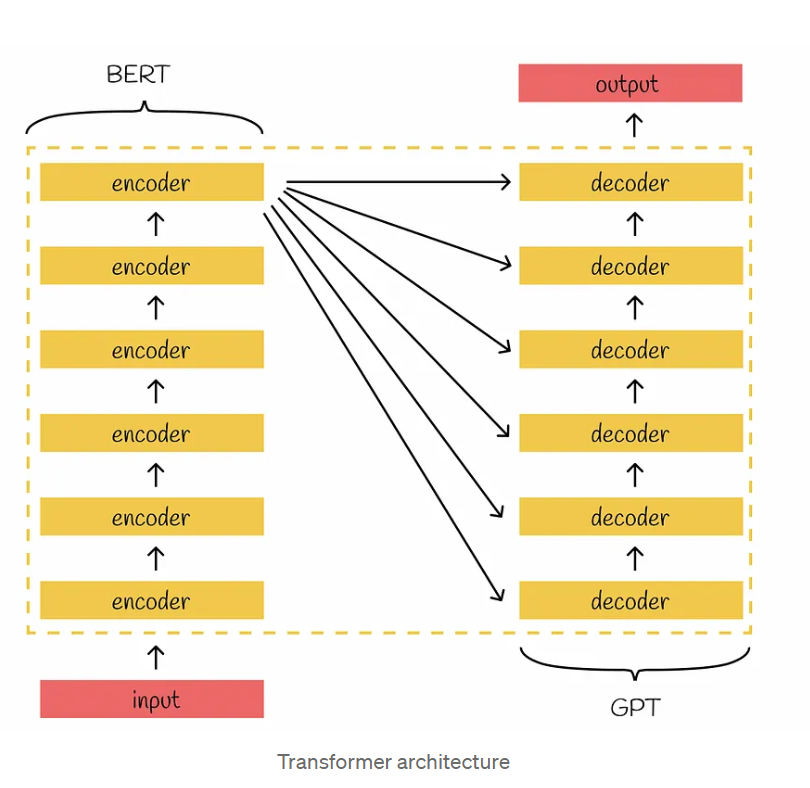 BERT
output
encoder
decoder
encoder
decoder
encoder
decoder
encoder
decoder
encoder
decoder
encoder
decoder
input
GPT
Transformer architecture